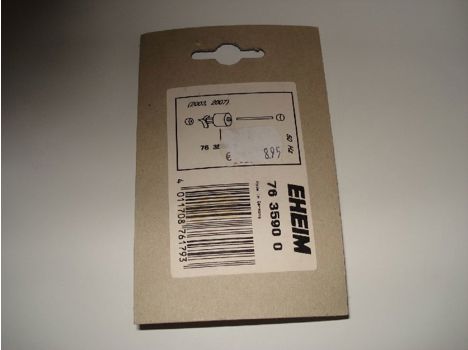 (2003, 2007)
76 35
50 Hz
€ 8.95
EHEIM
76 3590 0
Made in Germany
4 011708 761793